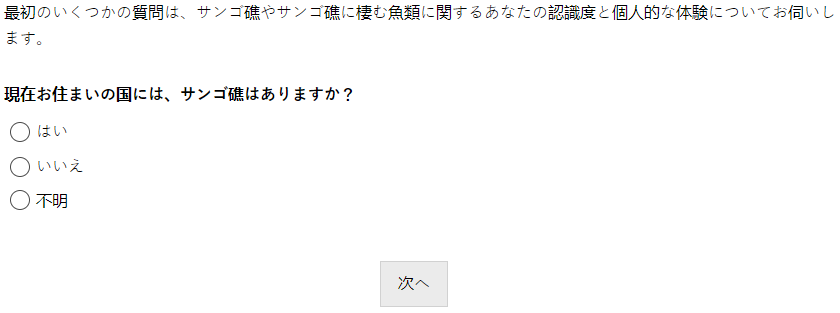 最初のいくつかの質問は、サンゴ礁やサンゴ礁に棲む魚類に関するあなたの認識度と個人的な体験についてお伺いし
ます。
現在お住まいの国には、サンゴ礁はありますか？
はい
いいえ
不明
次へ